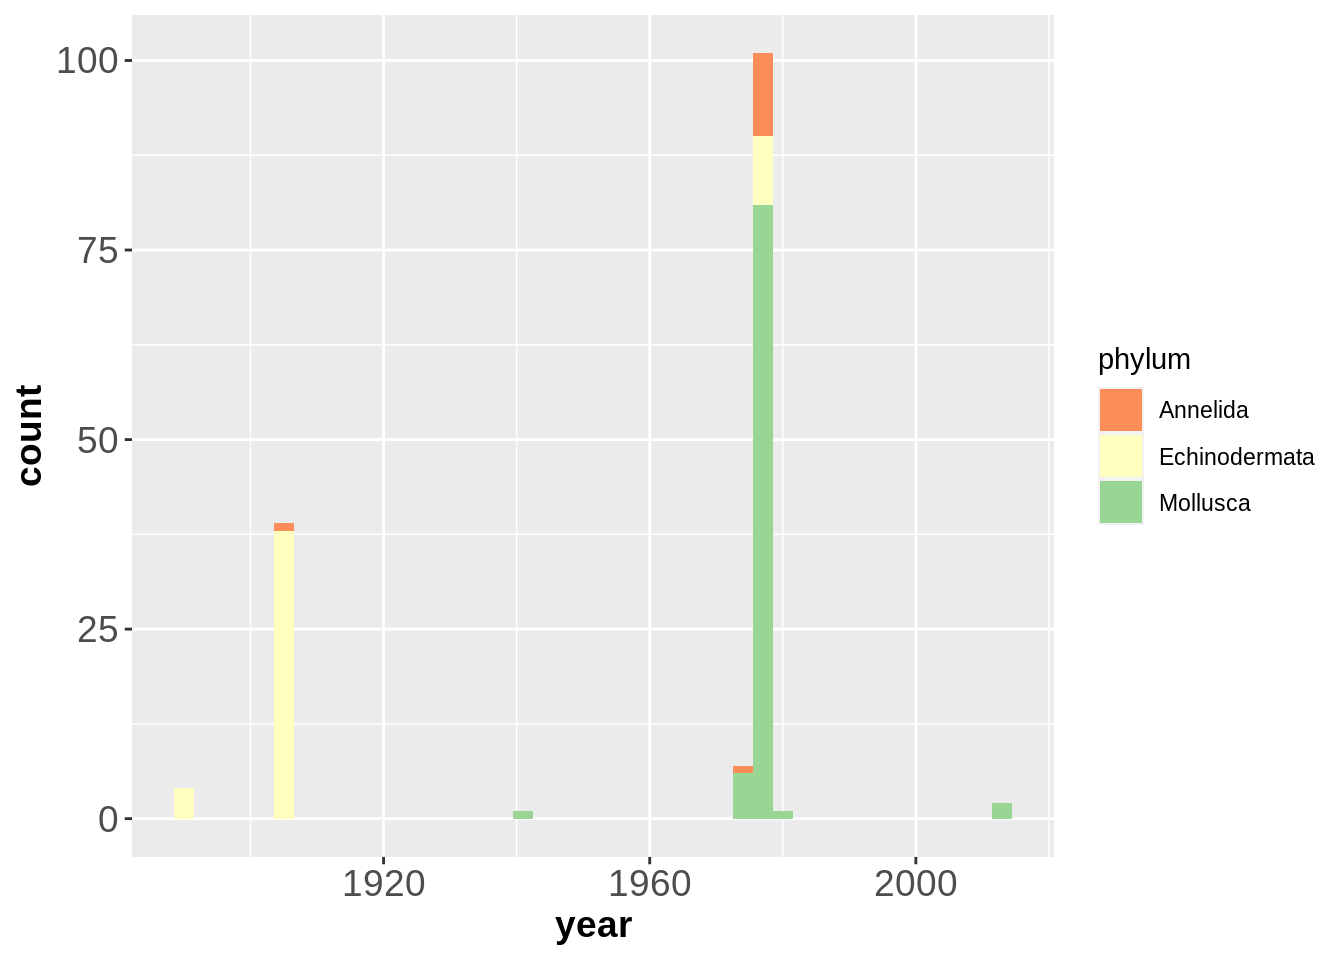 100
75
50
25
0
count
1920
1960
2000
year
phylum
Annelida
Echinodermata
Mollusca